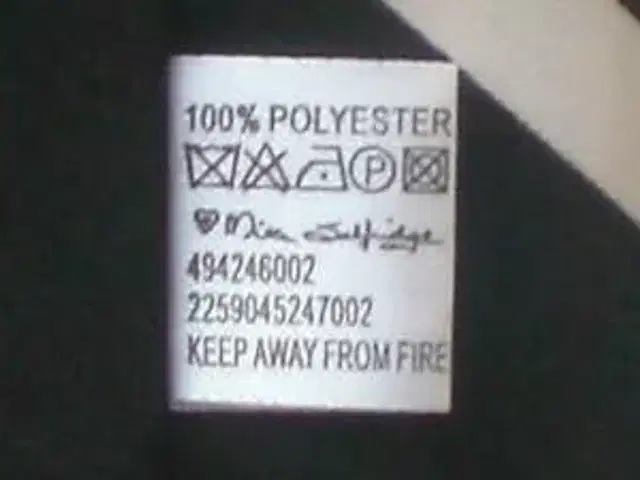 100% POLYESTER
P
Miss Selfridge
494246002
2259045247002
KEEP AWAY FROM FIRE